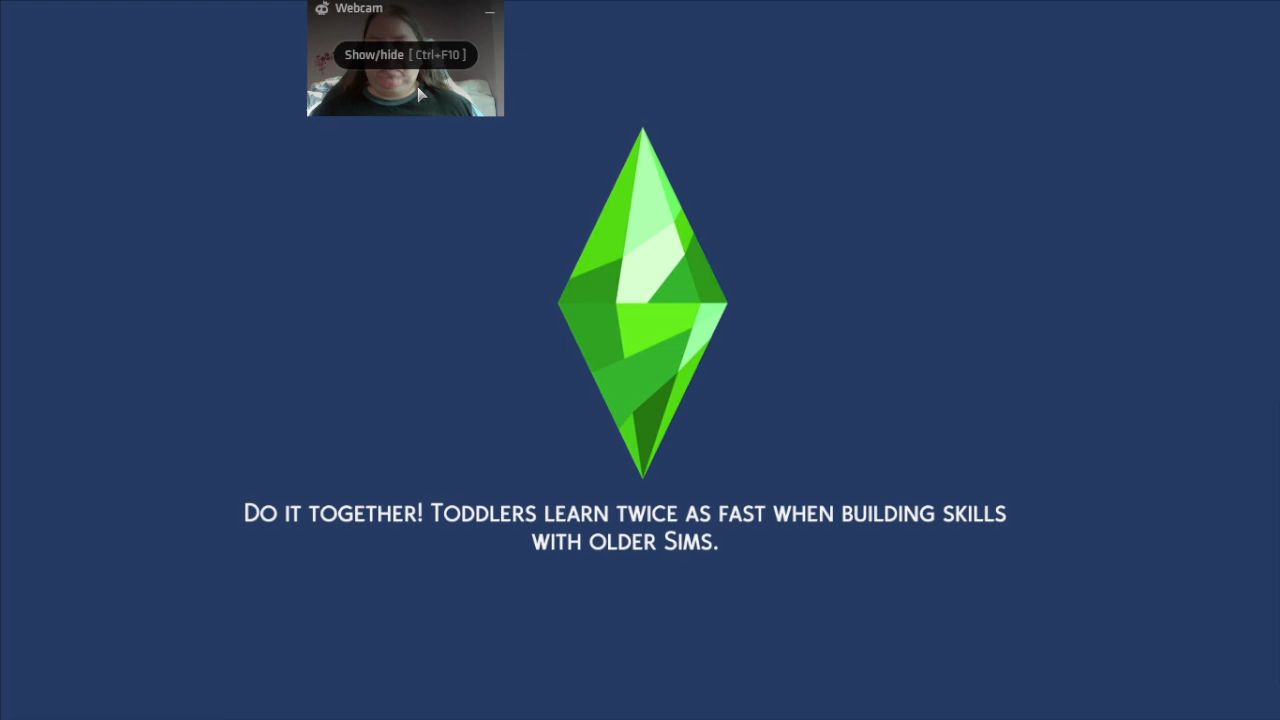 Webcam
Show/hide [ Ctrl+F10 ]
Do it together! Toddlers learn twice as fast when building skills
with older Sims.